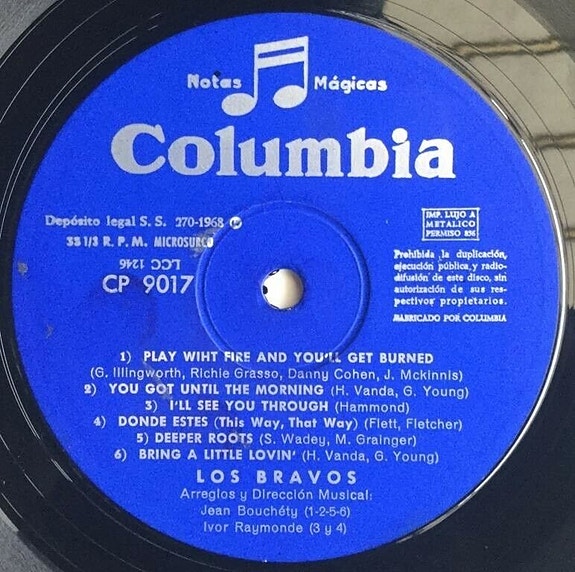 Notas Mágicas
Columbia
Depósito legal S. S. 270-1968 ℗
33 1/3 R. P. M. MICROSURCO
LCC 1246
CP 9017
IMP. LUJO A
METALICO
PERMISO 856
Prohibida la duplicación,
ejecución pública y radio-
difusión de este disco, sin
autorización de sus res-
pectivos propietarios.
FABRICADO POR COLUMBIA
1) PLAY WIHT FIRE AND YOU'LL GET BURNED
(G. Illingworth, Richie Grasso, Danny Cohen, J. Mckinnis)
2) YOU GOT UNTIL THE MORNING (H. Vanda, G. Young)
3) I'LL SEE YOU THROUGH (Hammond)
4) DONDE ESTES (This Way, That Way) (Flett, Fletcher)
5) DEEPER ROOTS (S. Wadey, M. Grainger)
6) BRING A LITTLE LOVIN' (H. Vanda, G. Young)
LOS BRAVOS
Arreglos y Dirección Musical:
Jean Bouchéty (1-2-5-6)
Ivor Raymonde (3 y 4)